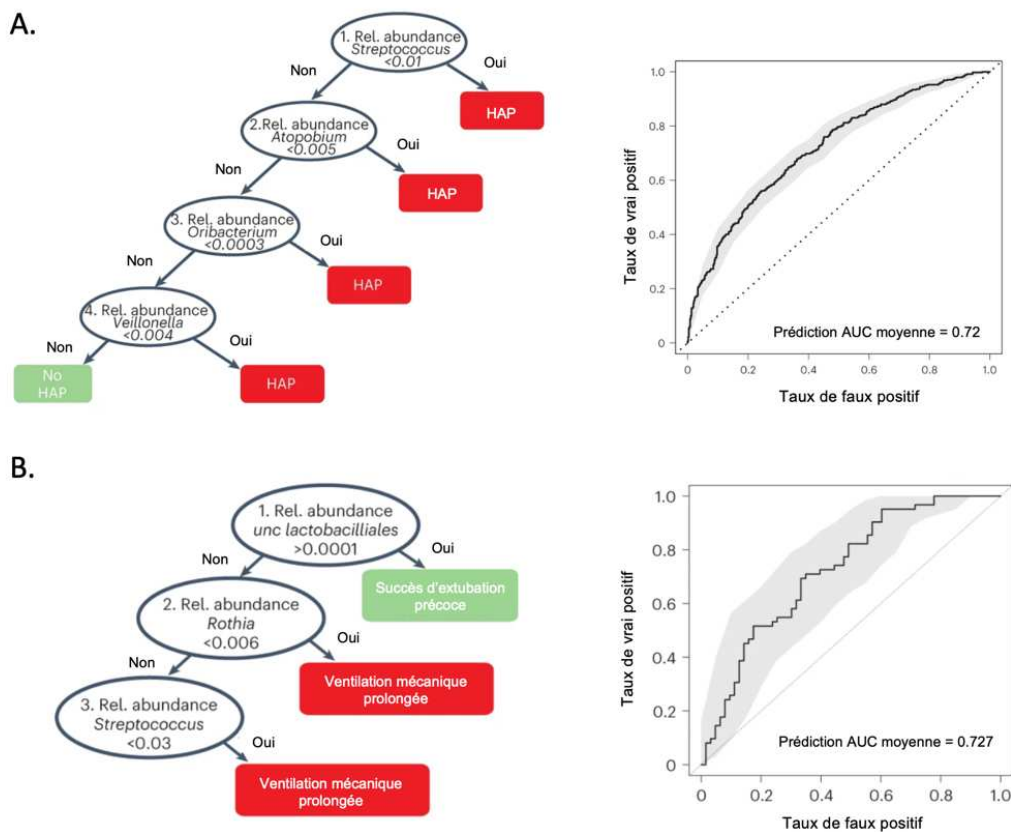 A.
1. Rel. abundance
Streptococcus
<0.01
Non
Oui
HAP
2.Rel. abundance
Atopobium
<0.005
Non
Oui
HAP
3. Rel. abundance
Oribacterium
<0.0003
Non
Oui
HAP
4. Rel. abundance
Veillonella
<0.004
Non
Oui
No
HAP
HAP
Taux de vrai positif
1.0
0.8
0.6
0.4
0.2
0
Prédiction AUC moyenne = 0.72
0 0.2 0.4 0.6 0.8 1.0
Taux de faux positif
B.
1. Rel. abundance
unc lactobacilliales
>0.0001
Non
Oui
Succès d'extubation
précoce
2. Rel. abundance
Rothia
<0.006
Non
Oui
Ventilation mécanique
prolongée
3. Rel. abundance
Streptococcus
<0.03
Oui
Ventilation mécanique
prolongée
Taux de vrai positif
1.0
0.8
0.6
0.4
0.2
0
Prédiction AUC moyenne = 0.727
0 0.2 0.4 0.6 0.8 1.0
Taux de faux positif